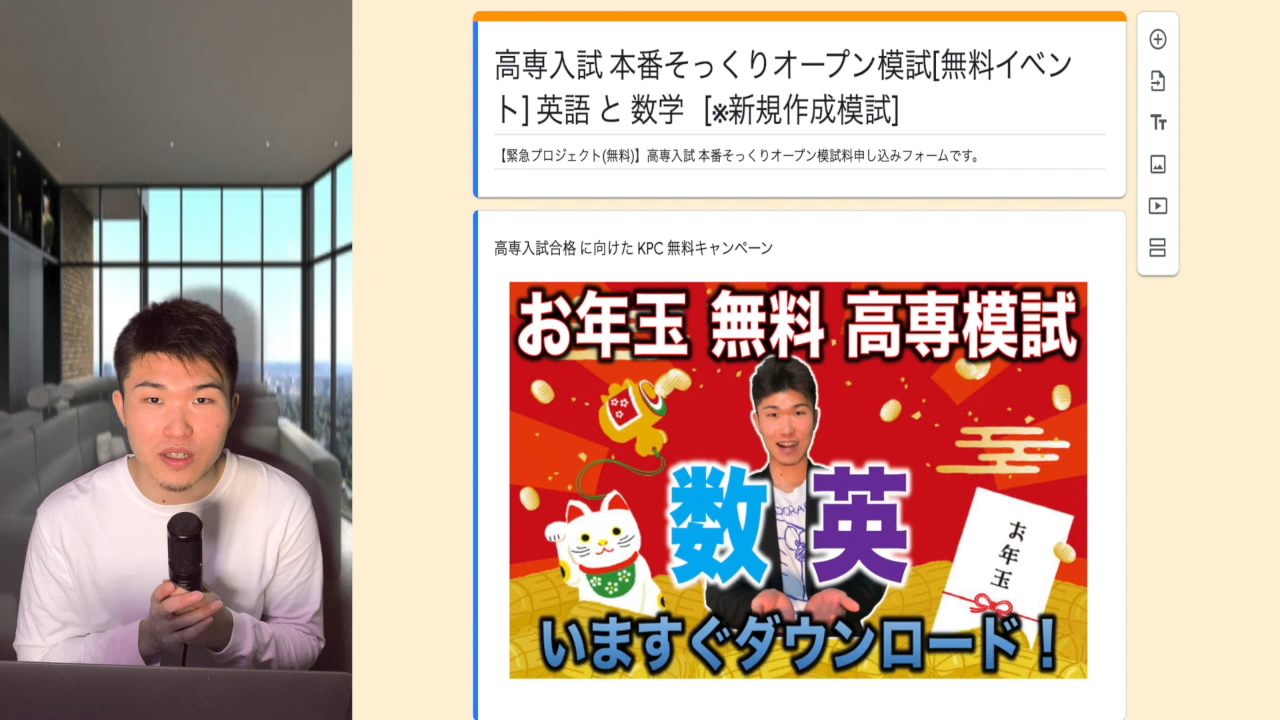 高専入試 本番そっくりオープン模試[無料イベン
ト] 英語 と 数学 [※新規作成模試]
【緊急プロジェクト(無料)】高専入試 本番そっくりオープン模試料申し込みフォームです。
高専入試合格 に向けた KPC 無料キャンペーン
お年玉 無料 高専模試
数 英
お年玉
いますぐダウンロード！